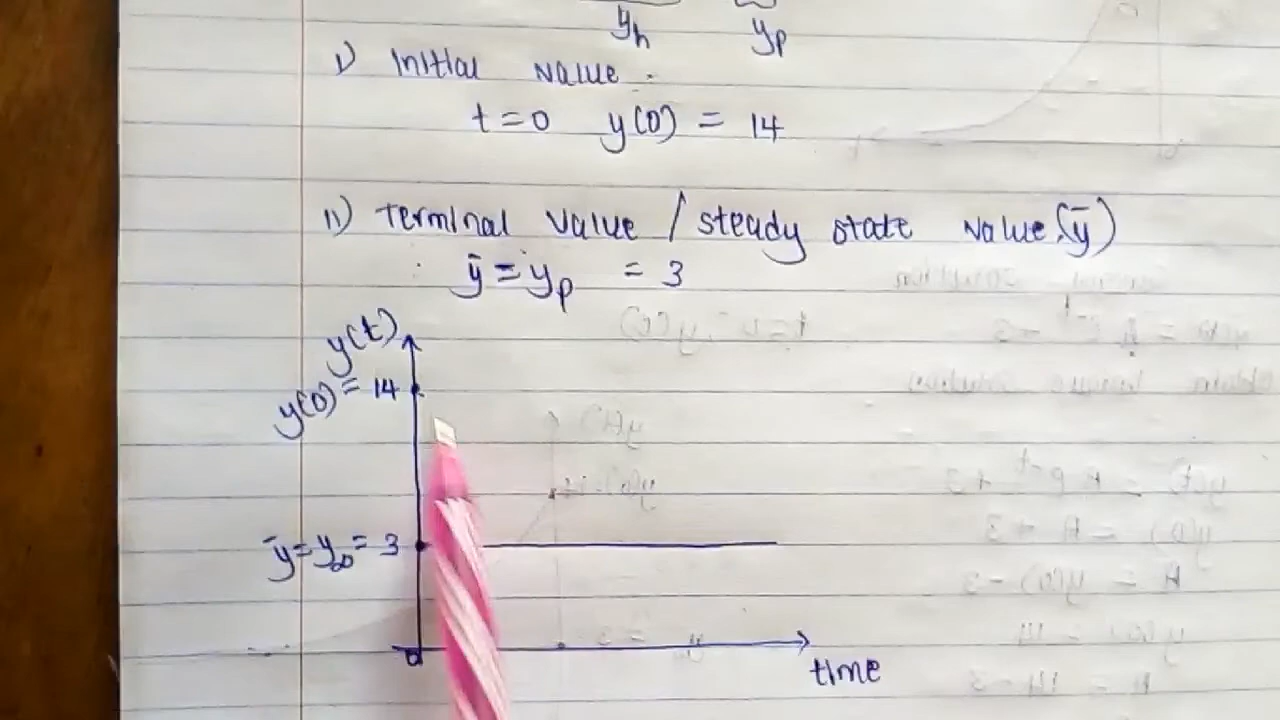 yh yp
i) Initial value.
t=0 y(0) = 14
ii) Terminal value / steady state value (ȳ)
ȳ = yp = 3
y(t)
y(0) = 14
ȳ = y∞ = 3
0
time